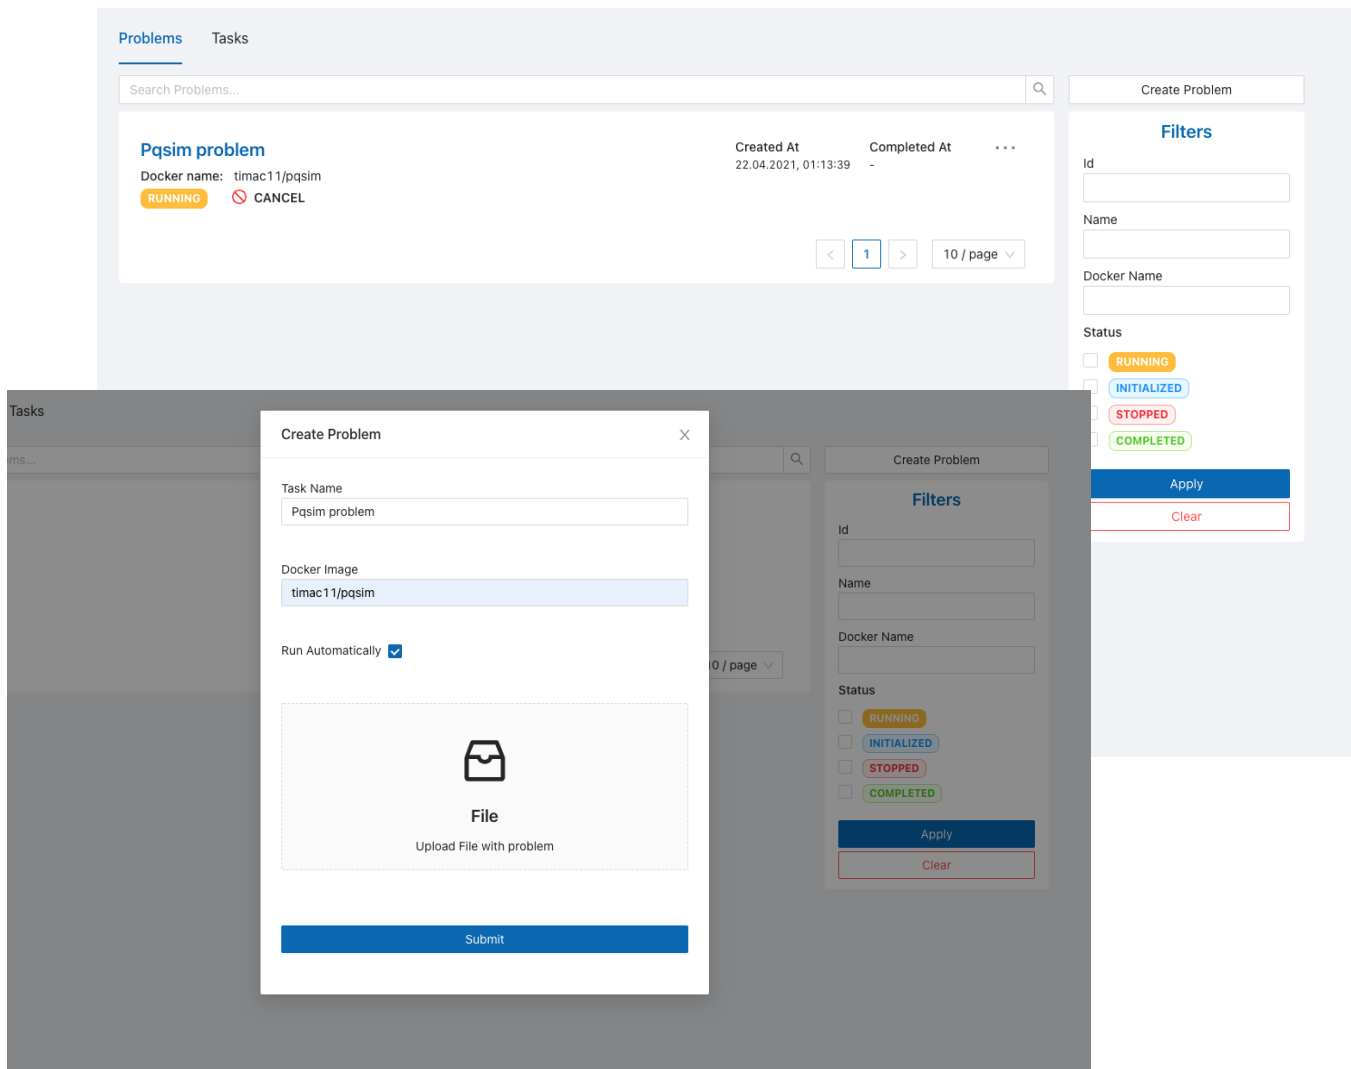 Problems Tasks
Search Problems...
Create Problem
Pqsim problem
Docker name: timac11/pqsim
RUNNING CANCEL
Created At Completed At
22.04.2021, 01:13:39 -
< 1 > 10 / page
Filters
Id
Name
Docker Name
Status
RUNNING
INITIALIZED
STOPPED
COMPLETED
Apply
Clear
Tasks
ms...
Create Problem
Task Name
Pqsim problem
Docker Image
timac11/pqsim
Run Automatically
File
Upload File with problem
Submit
0 / page
Create Problem
Filters
Id
Name
Docker Name
Status
RUNNING
INITIALIZED
STOPPED
COMPLETED
Apply
Clear